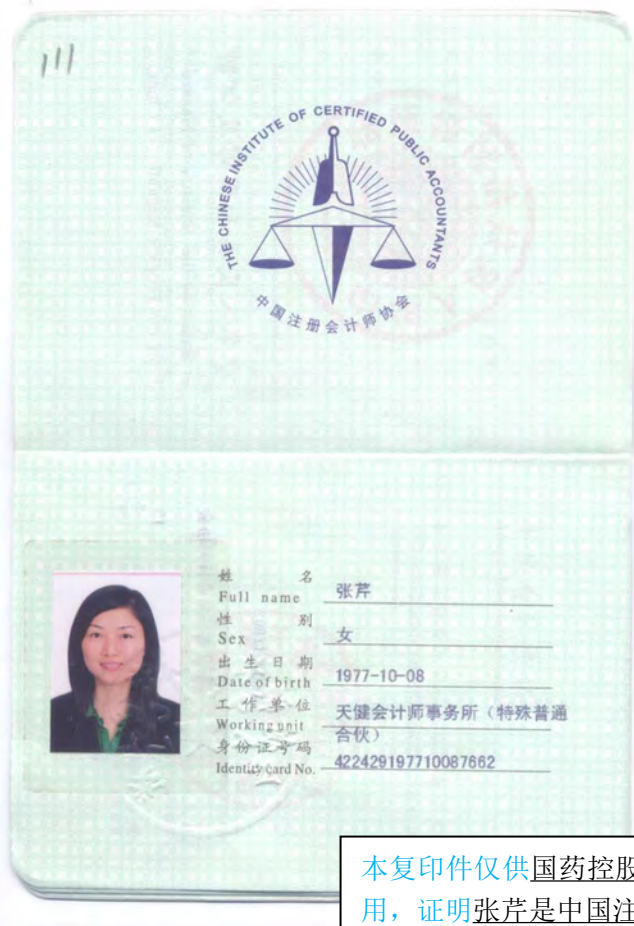 111
THE CHINESE INSTITUTE OF CERTIFIED PUBLIC ACCOUNTANTS
中国注册会计师协会
姓 名 张芹
Full name
性 别
Sex 女
出生日期
Date of birth 1977-10-08
工作单位 天健会计师事务所（特殊普通
Working unit 合伙）
身份证号码
Identity card No. 422429197710087662
本复印件仅供国药控股
用，证明张芹是中国注